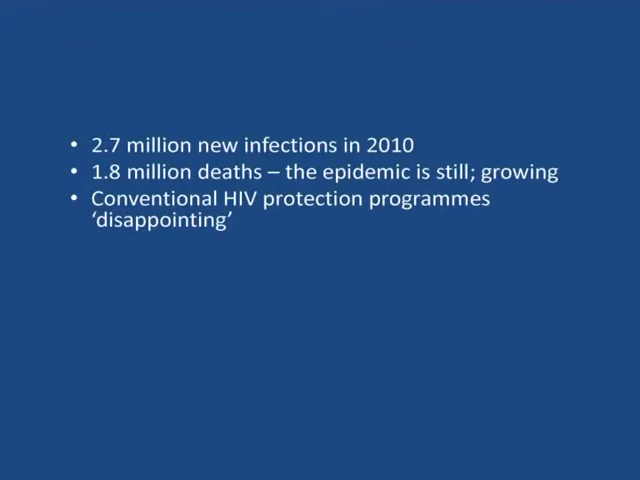 • 2.7 million new infections in 2010
• 1.8 million deaths – the epidemic is still; growing
• Conventional HIV protection programmes
‘disappointing’